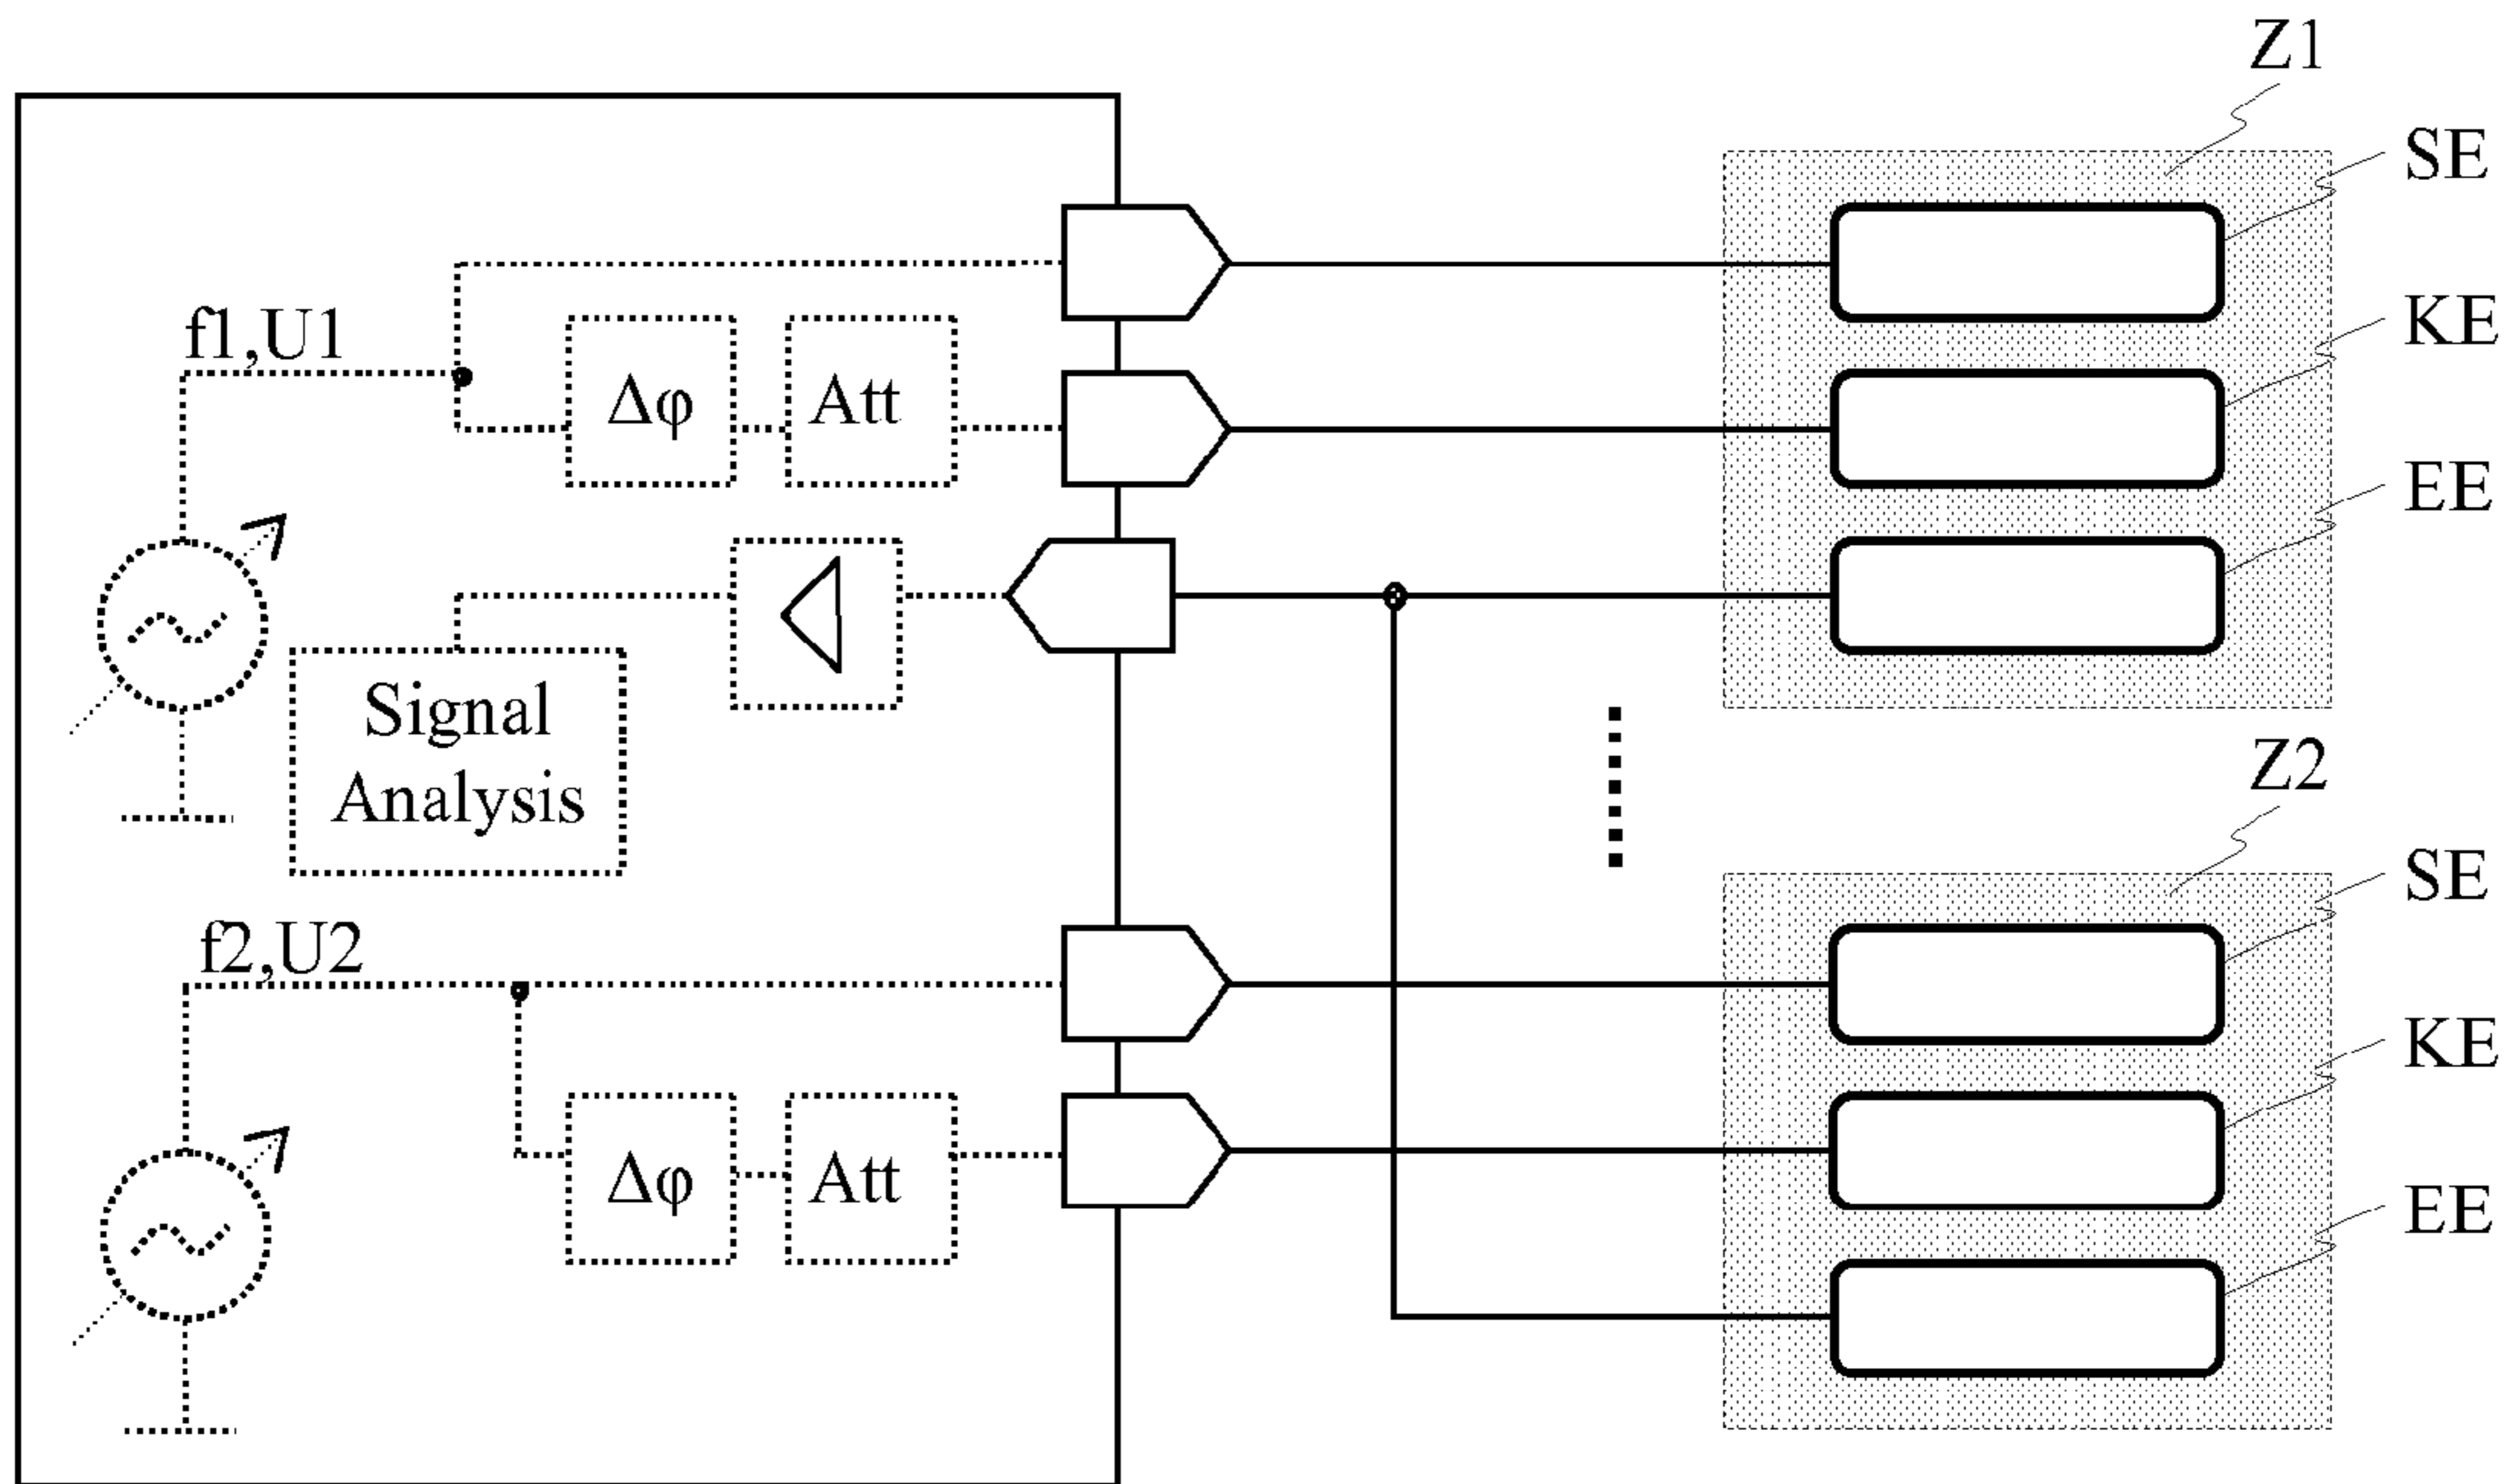 Z1
SE
f1,U1
KE
Δφ
Att
EE
Signal
Analysis
Z2
SE
f2,U2
KE
Δφ
Att
EE